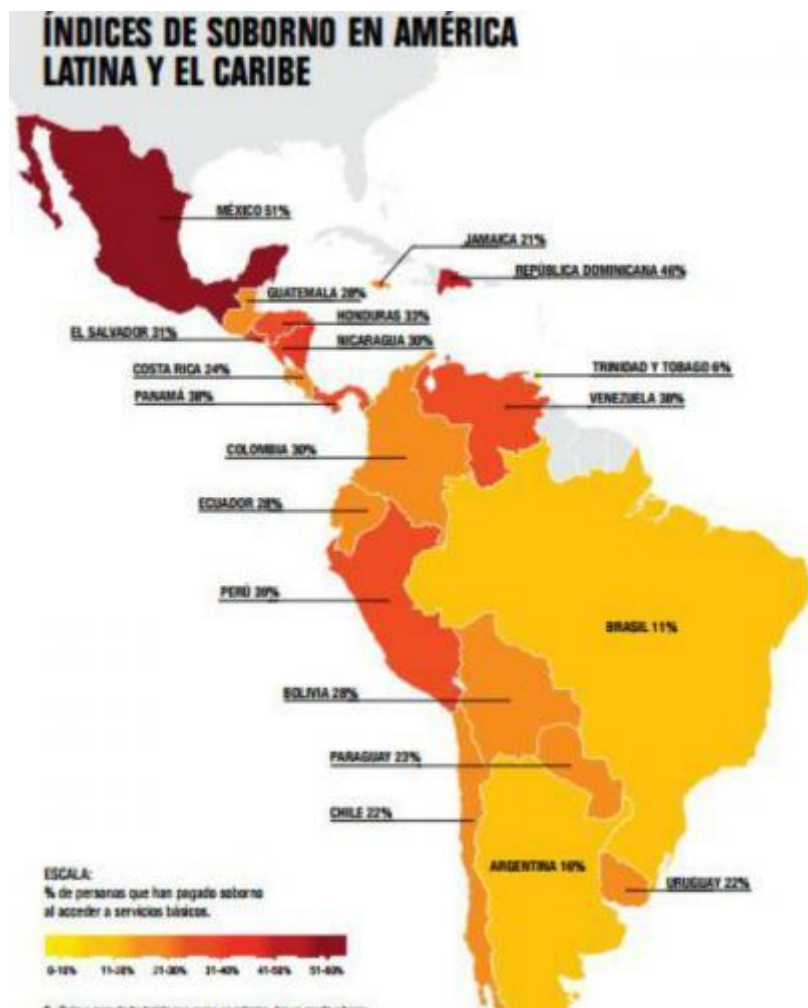 ÍNDICES DE SOBORNO EN AMÉRICA
LATINA Y EL CARIBE
MÉXICO 51%
JAMAICA 21%
REPÚBLICA DOMINICANA 46%
GUATEMALA 28%
HONDURAS 33%
EL SALVADOR 31%
NICARAGUA 30%
COSTA RICA 24%
TRINIDAD Y TOBAGO 6%
PANAMÁ 38%
VENEZUELA 38%
COLOMBIA 30%
ECUADOR 28%
PERÚ 39%
BRASIL 11%
BOLIVIA 28%
PARAGUAY 23%
CHILE 22%
ARGENTINA 16%
URUGUAY 22%
ESCALA:
% de personas que han pagado soborno
al acceder a servicios básicos.
0-10% 11-20% 21-30% 31-40% 41-50% 51-60%